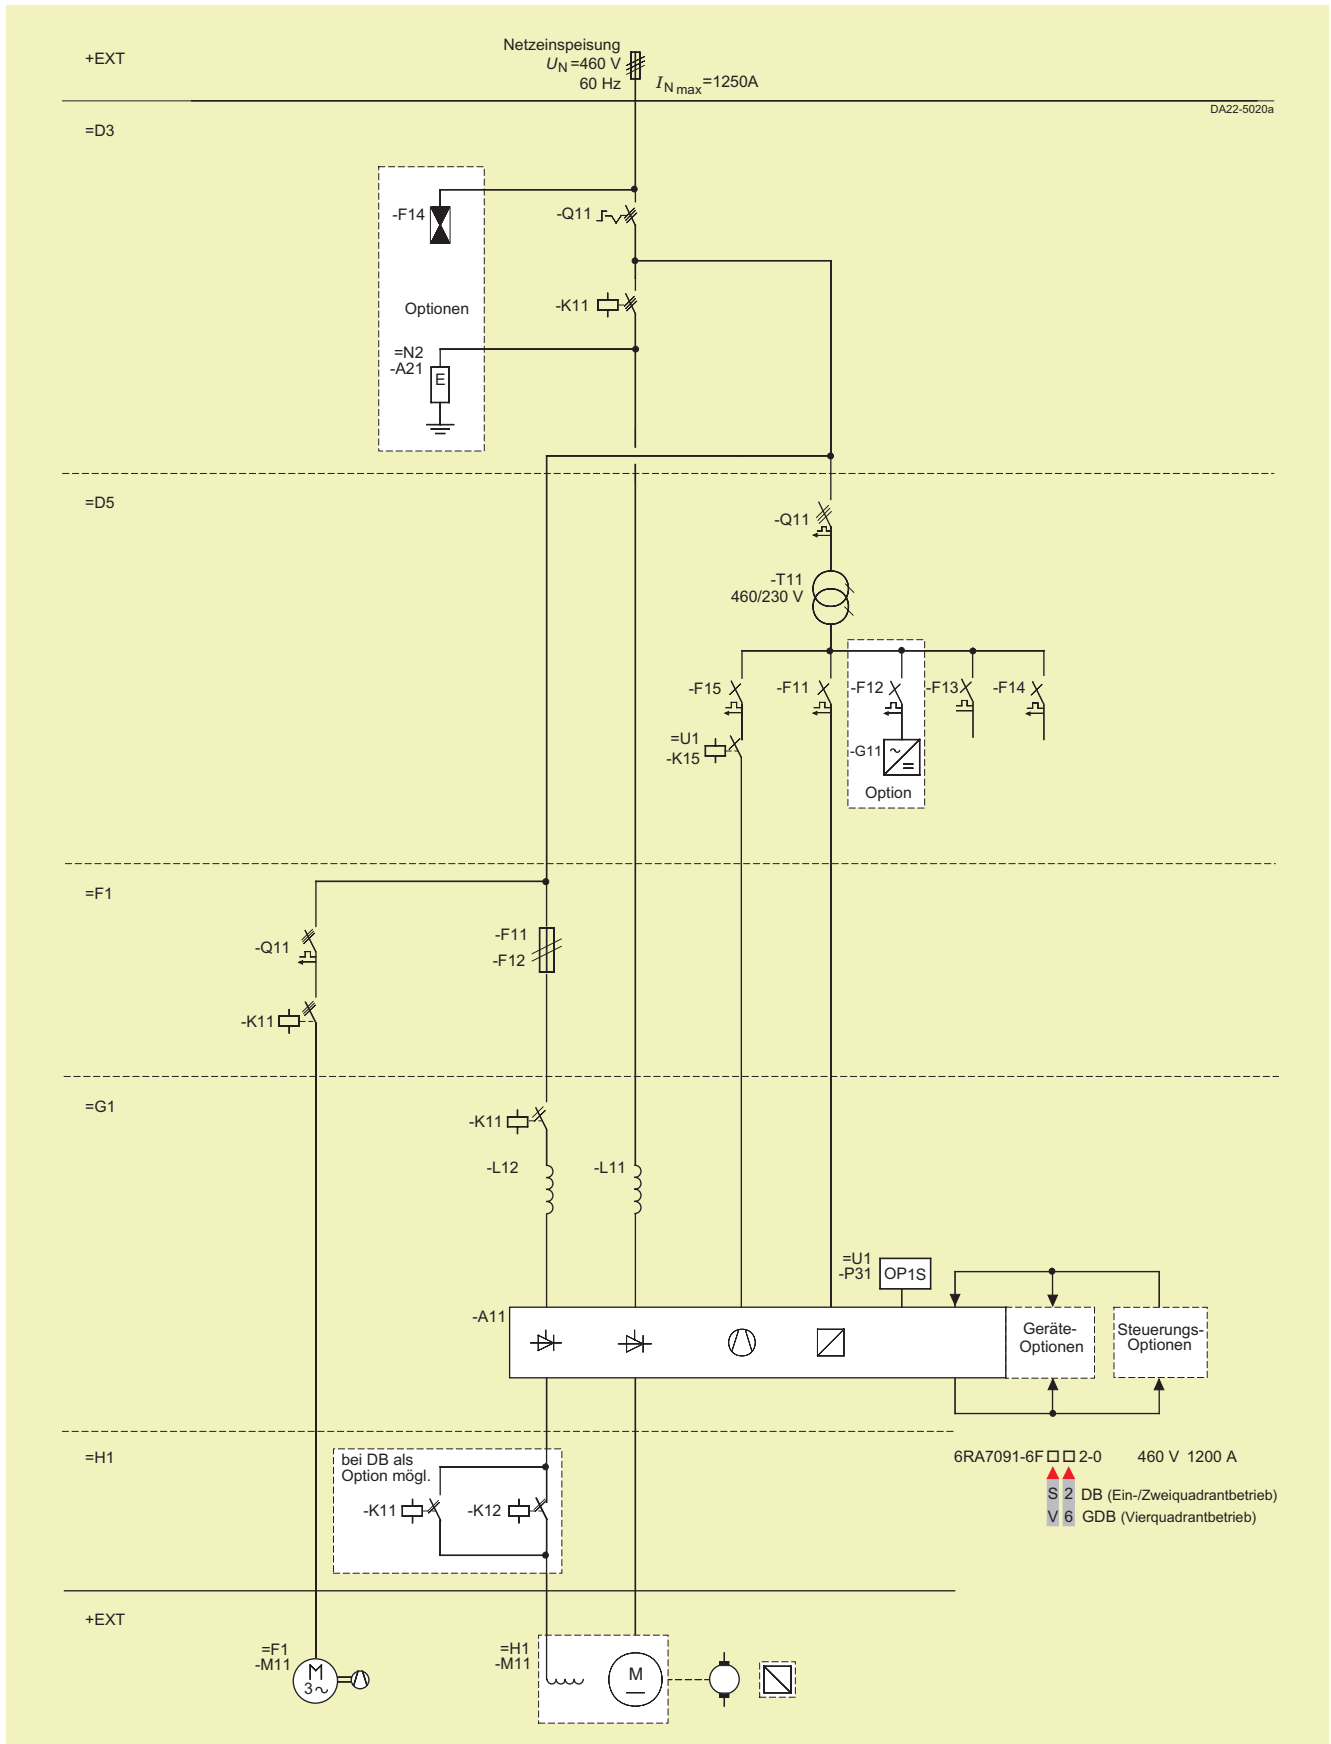 +EXT
Netzeinspisung
UN =460 V
60 Hz
IN max =1250A
DA22-5020a
=D3
-F14
-Q11
Optionen
-K11
=N2
-A21
E
=D5
-Q11
-T11
460/230 V
-F15
-F11
-F12
-F13
-F14
=U1
-K15
-G11
~
=
Option
=F1
-Q11
-F11
-F12
-K11
=G1
-K11
-L12
-L11
=U1
-P31
OP1S
-A11
Geräte-
Optionen
Steuerungs-
Optionen
=H1
bei DB als
Option mögl.
-K11
-K12
6RA7091-6F□□2-0 460 V 1200 A
S 2 DB (Ein-/Zweiquadrantbetrieb)
V 6 GDB (Vierquadrantbetrieb)
+EXT
=F1
-M11
M
3~
=H1
-M11
M